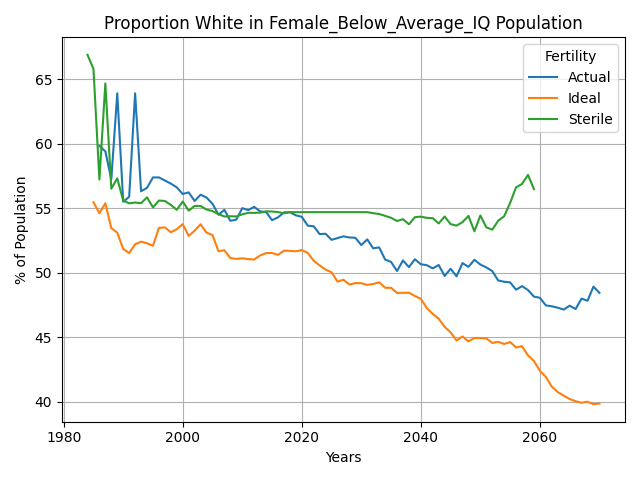 Proportion White in Female_Below_Average_IQ Population
Fertility
Actual
Ideal
Sterile
% of Population
65
60
55
50
45
40
1980
2000
2020
2040
2060
Years